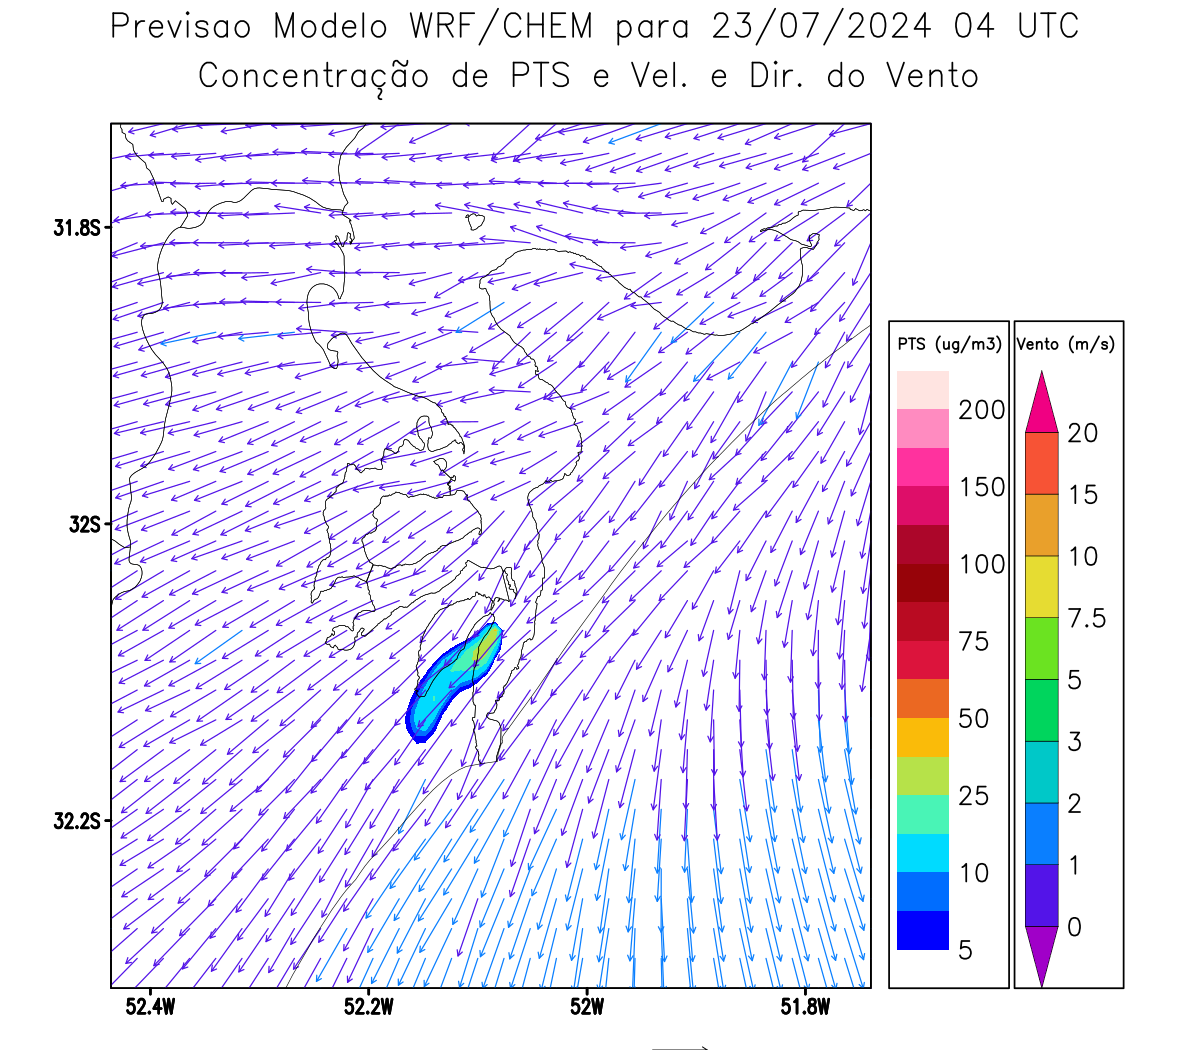 Previsao Modelo WRF/CHEM para 23/07/2024 04 UTC
Concentração de PTS e Vel. e Dir. do Vento
31.8S
32S
32.2S
52.4W
52.2W
52W
51.8W
PTS (ug/m3)
200
150
100
75
50
25
10
5
Vento (m/s)
20
15
10
7.5
5
3
2
1
0